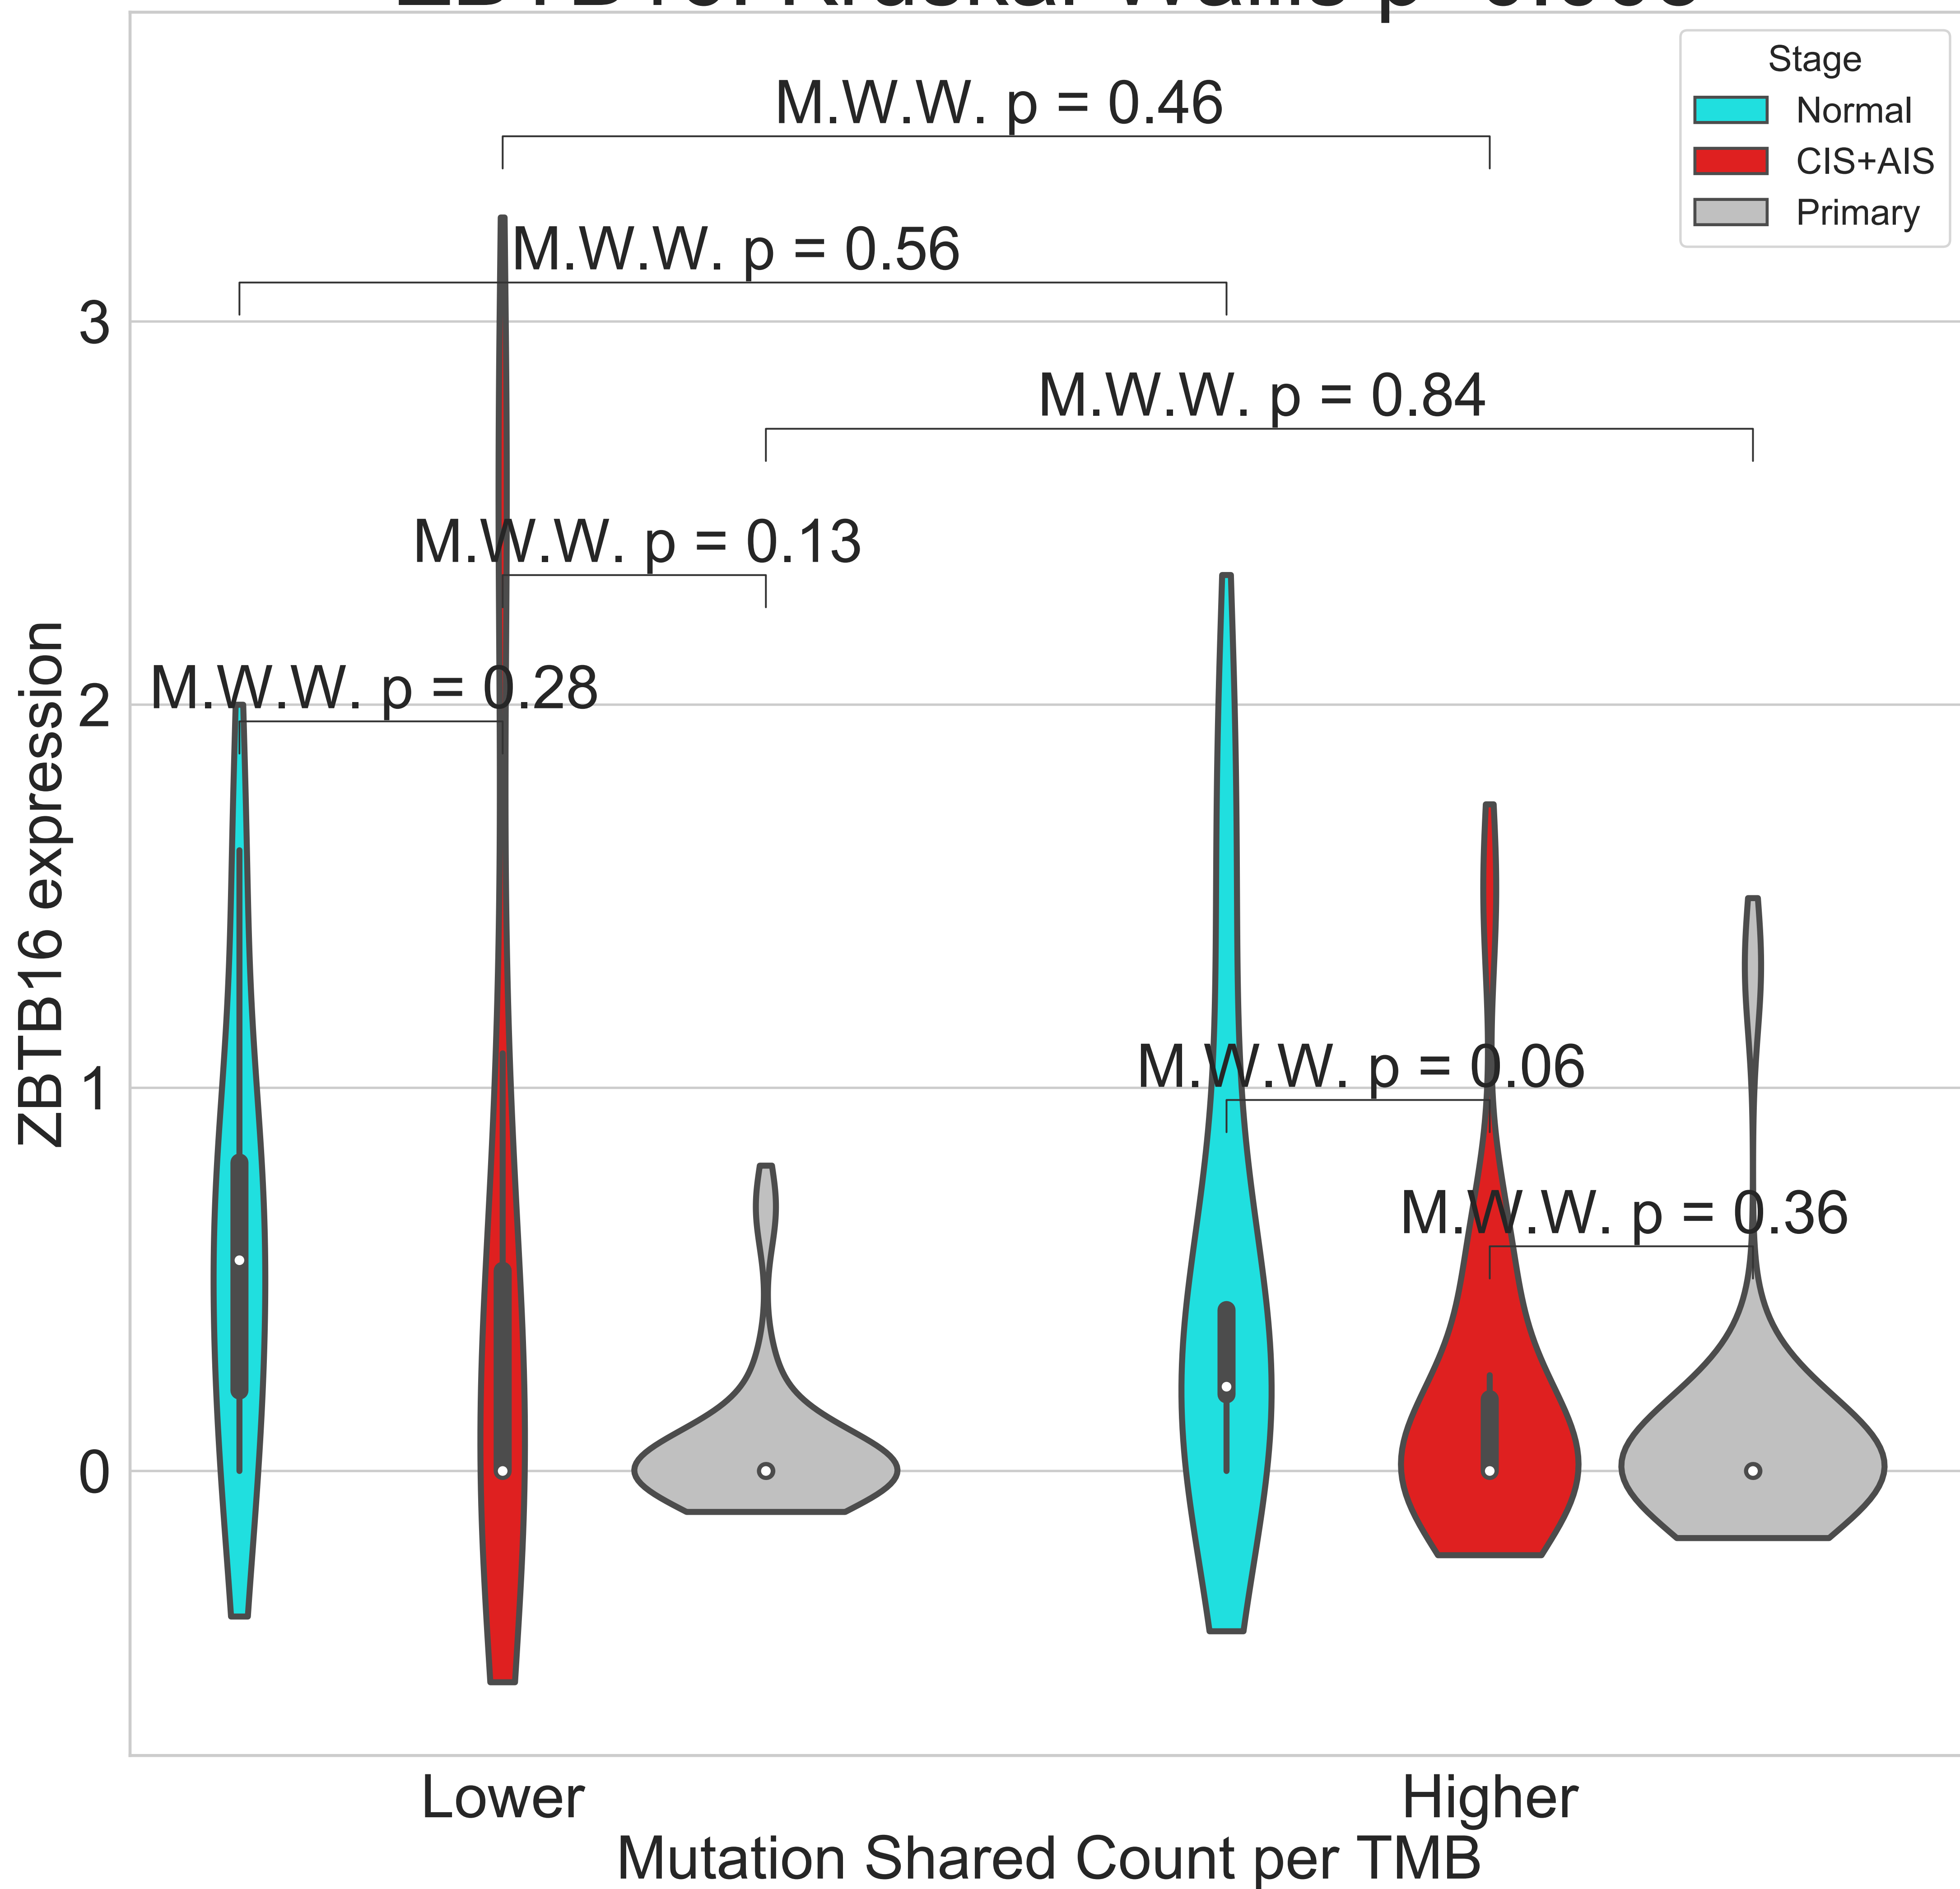 Stage
Normal
CIS+AIS
Primary
M.W.W. p = 0.46
M.W.W. p = 0.56
M.W.W. p = 0.84
M.W.W. p = 0.13
M.W.W. p = 0.28
M.W.W. p = 0.06
M.W.W. p = 0.36
ZBTB16 expression
3
2
1
0
Lower
Higher
Mutation Shared Count per TMB